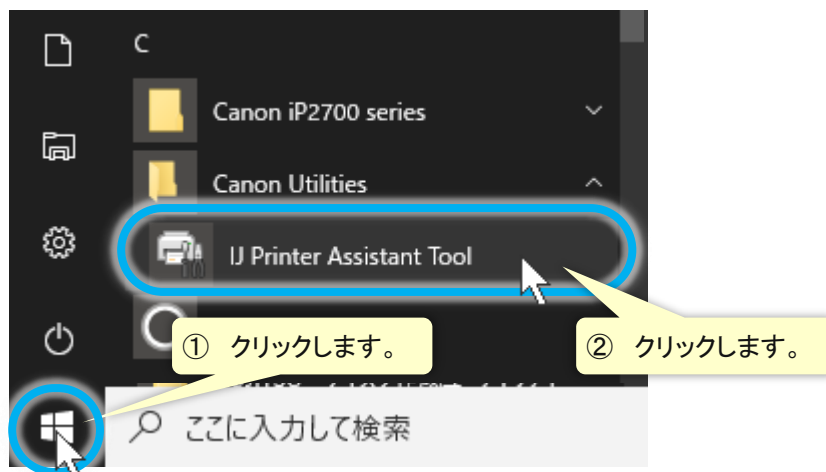 C
Canon iP2700 series
Canon Utilities
IJ Printer Assistant Tool
① クリックします。
② クリックします。
ここに入力して検索